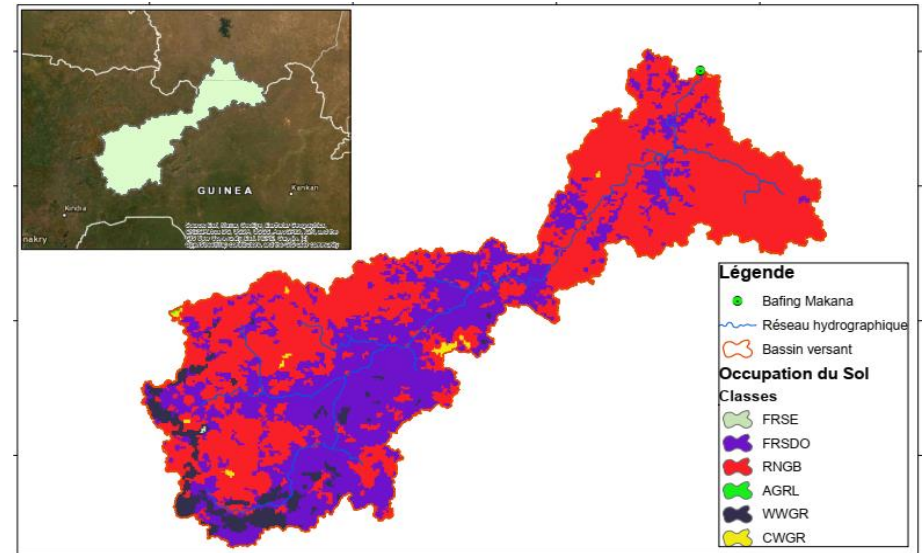 GUINEA
Kankan
Kindia
nakry
Légende
Bafing Makana
Réseau hydrographique
Bassin versant
Occupation du Sol
Classes
FRSE
FRSDO
RNGB
AGRL
WWGR
CWGR